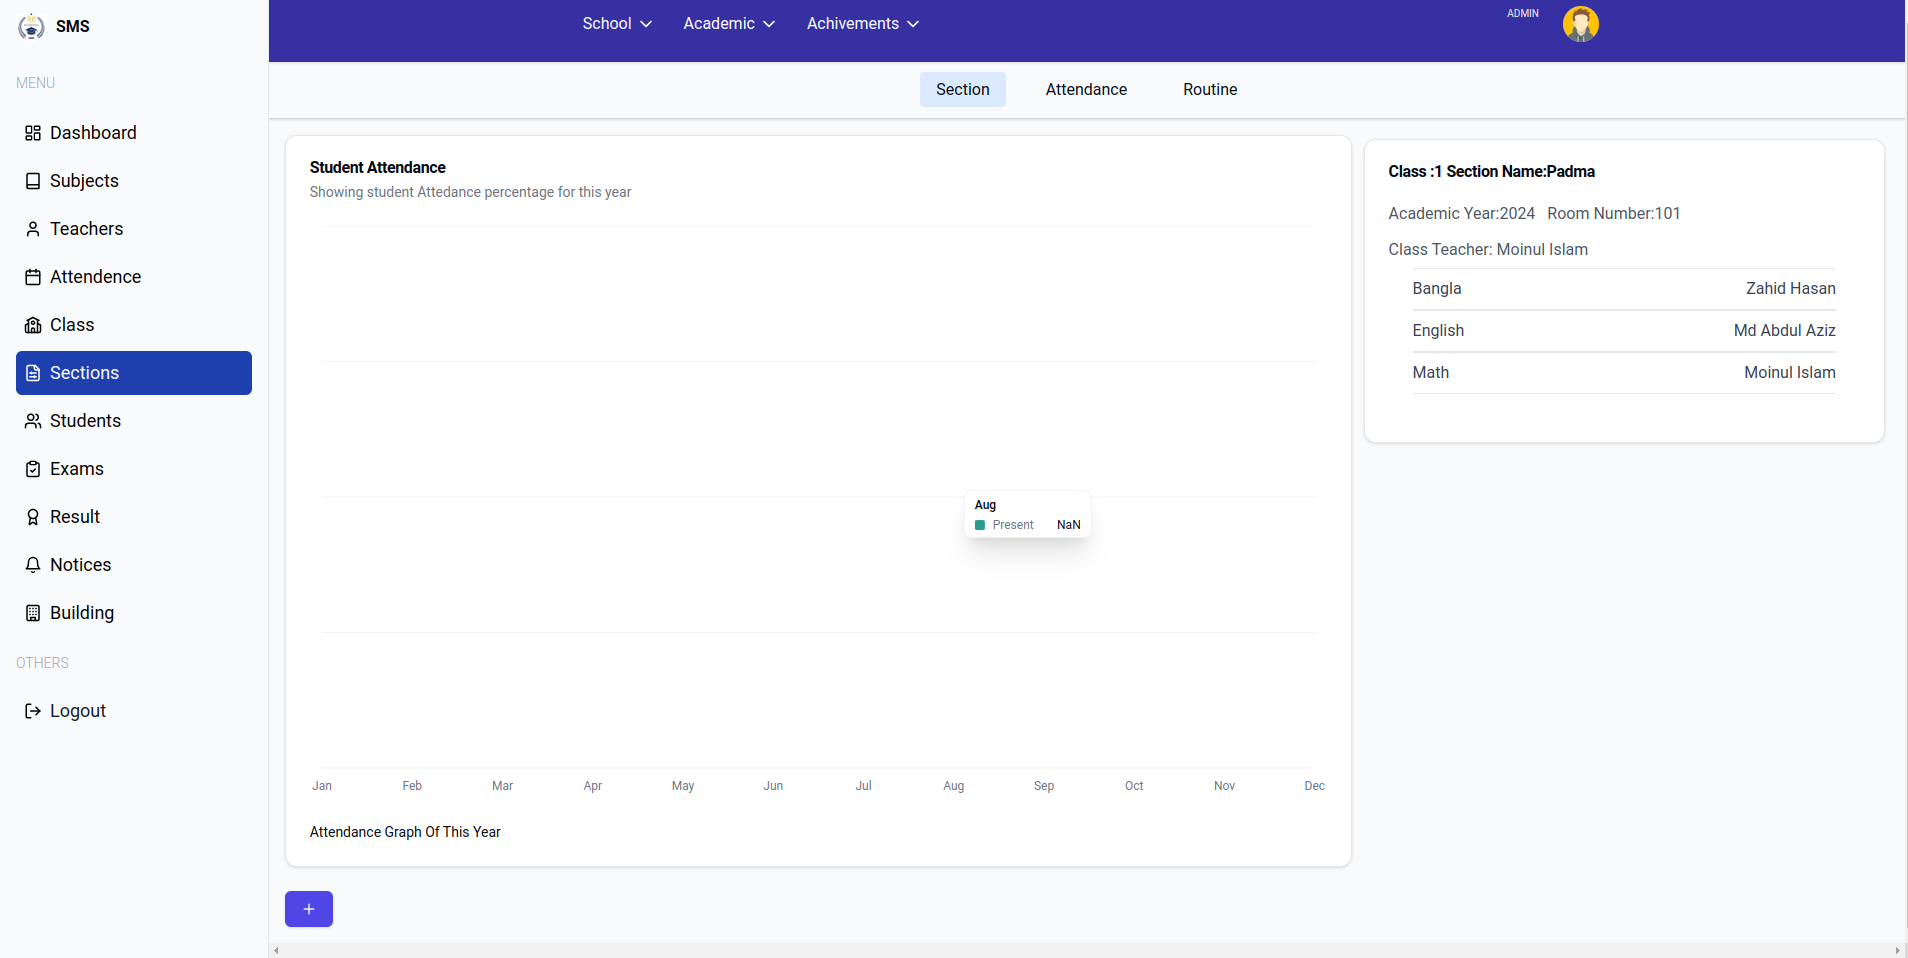 SMS
MENU
Dashboard
Subjects
Teachers
Attendence
Class
Sections
Students
Exams
Result
Notices
Building
OTHERS
Logout
School Academic Achivements ADMIN
Section Attendance Routine
Student Attendance
Showing student Attedance percentage for this year
Aug
Present NaN
Jan Feb Mar Apr May Jun Jul Aug Sep Oct Nov Dec
Attendance Graph Of This Year
+
Class :1 Section Name:Padma
Academic Year:2024 Room Number:101
Class Teacher: Moinul Islam
Bangla Zahid Hasan
English Md Abdul Aziz
Math Moinul Islam